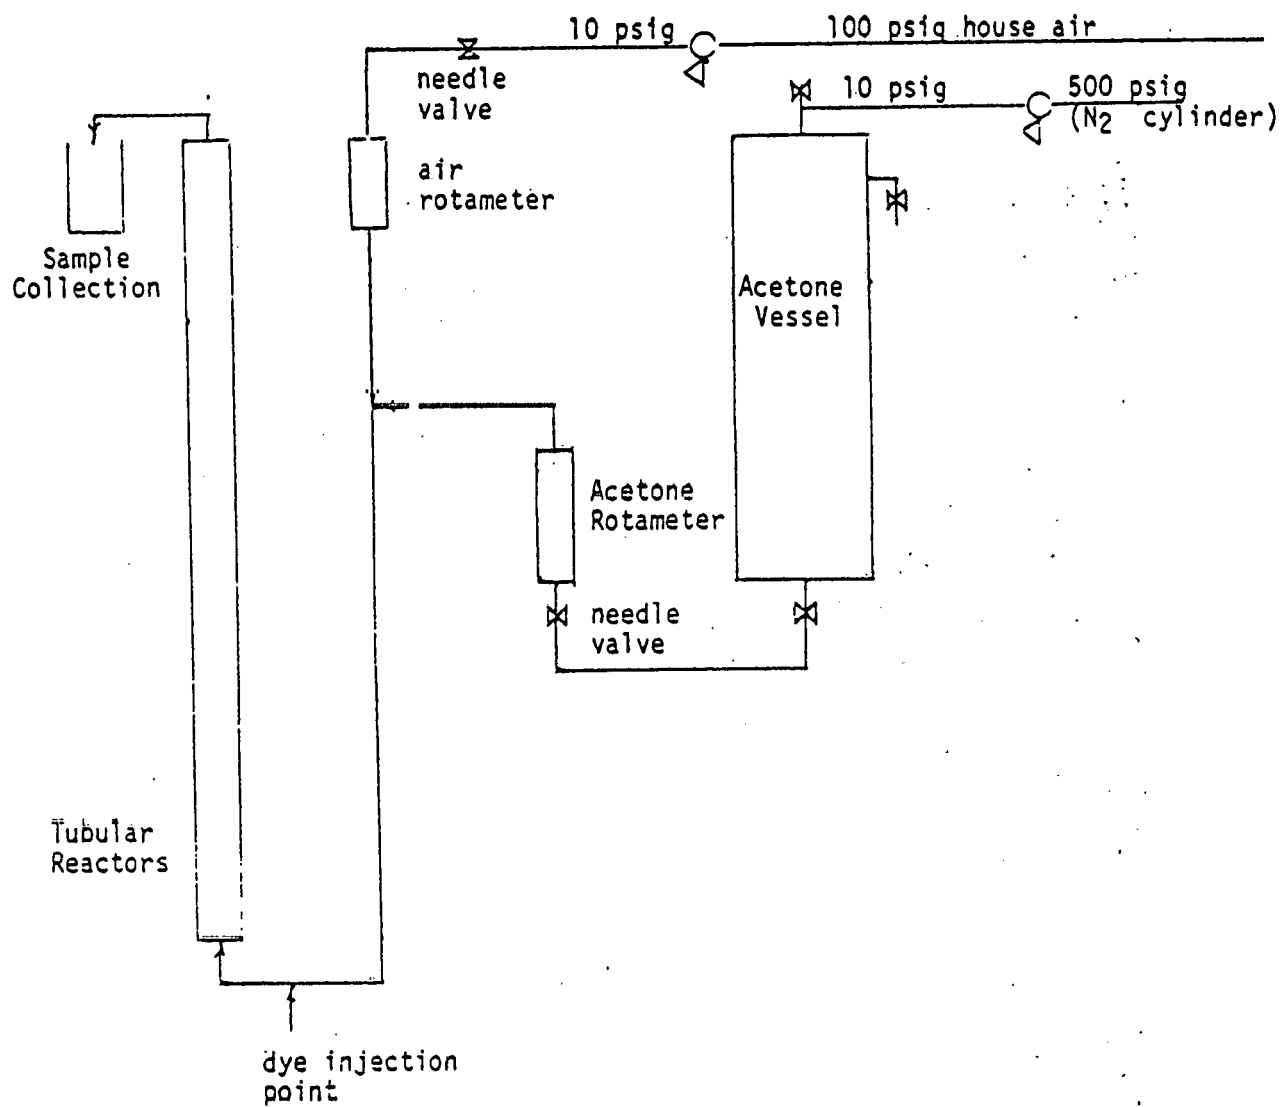 10 psig
100 psig house air
needle
valve
10 psig
500 psig
(N2 cylinder)
air
rotameter
Sample
Collection
Acetone
Vessel
Acetone
Rotameter
needle
valve
Tubular
Reactors
dye injection
point